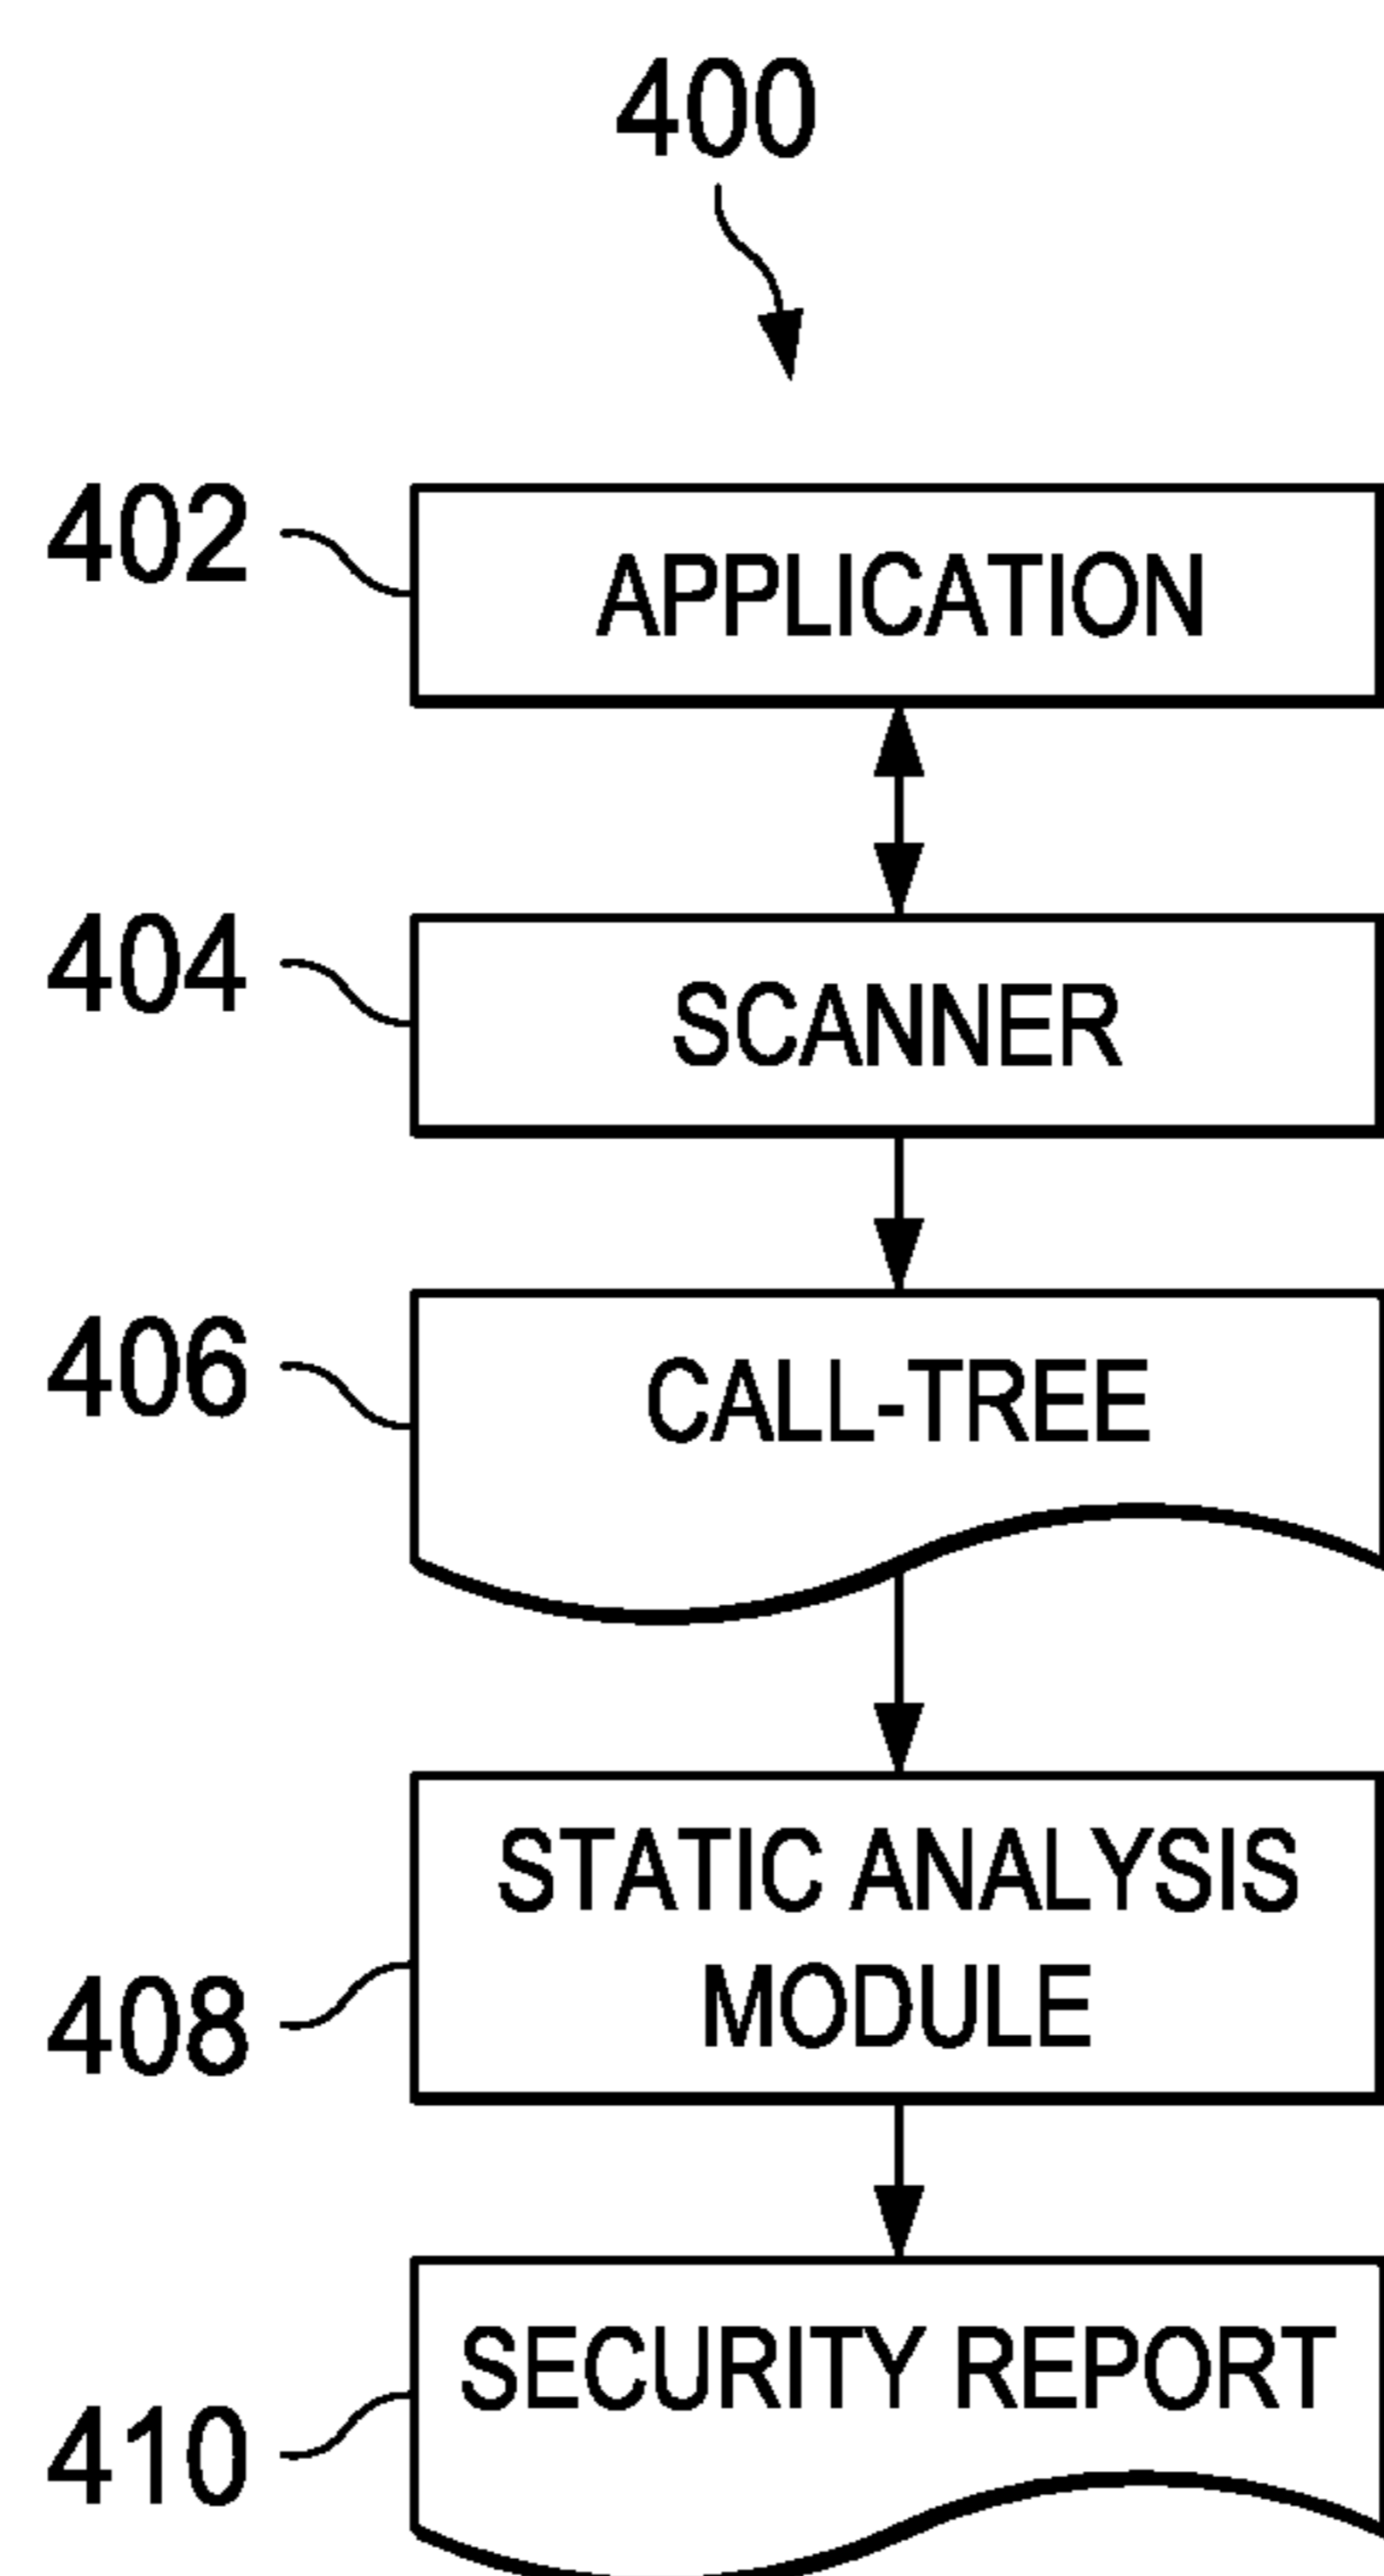 400
402
APPLICATION
404
SCANNER
406
CALL-TREE
408
STATIC ANALYSIS
MODULE
410
SECURITY REPORT